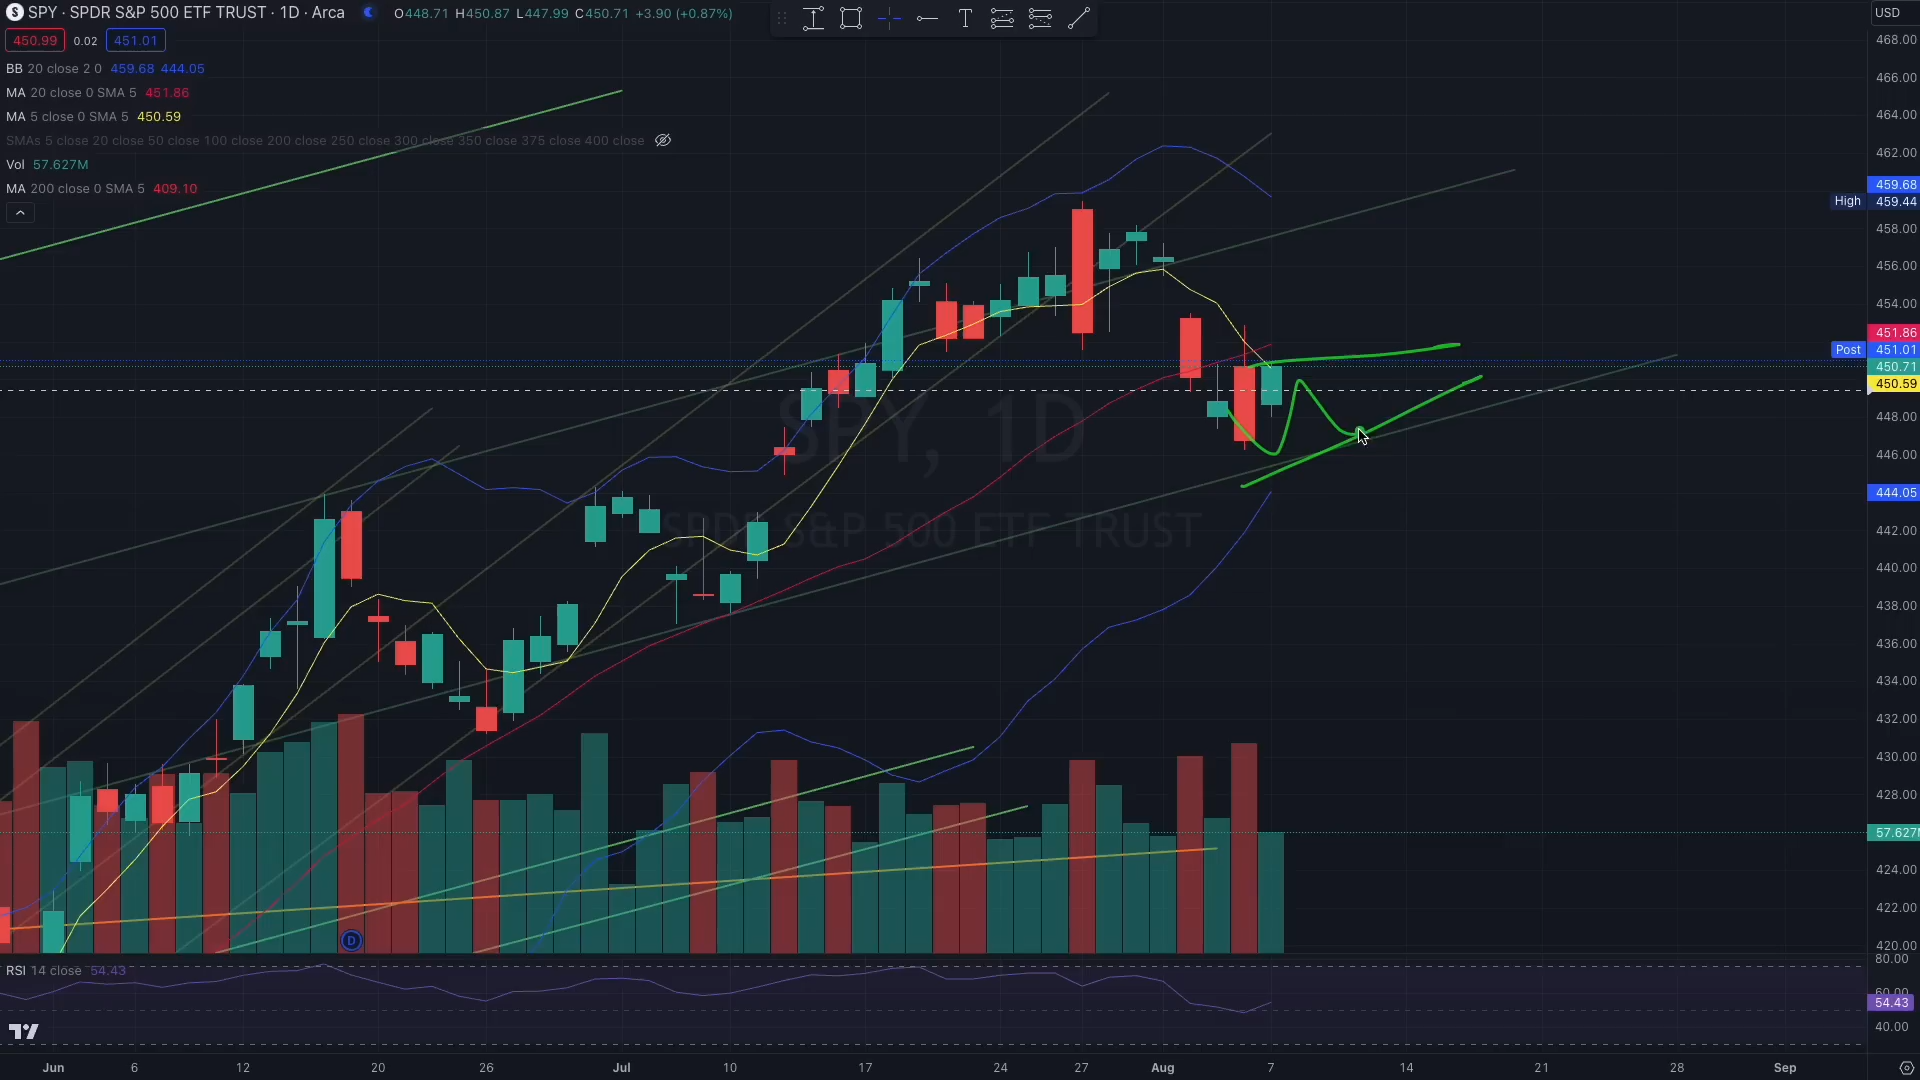 SPY · SPDR S&P 500 ETF TRUST · 1D · Arca O448.71 H450.87 L447.99 C450.71 +3.90 (+0.87%)
USD
450.99 0.02 451.01
BB 20 close 2 0 459.68 444.05
MA 20 close 0 SMA 5 451.86
MA 5 close 0 SMA 5 450.59
SMAs 5 close 20 close 50 close 100 close 200 close 250 close 300 close 350 close 375 close 400 close
Vol 57.627M
MA 200 close 0 SMA 5 409.10
468.00
466.00
464.00
462.00
459.68
High 459.44
458.00
456.00
454.00
451.86
Post 451.01
450.71
450.59
448.00
446.00
444.05
442.00
440.00
438.00
436.00
434.00
432.00
430.00
428.00
57.627M
424.00
422.00
420.00
SPY, 1D
SPDR S&P 500 ETF TRUST
D
RSI 14 close 54.43
80.00
60.00
54.43
40.00
Jun 6 12 20 26 Jul 10 17 24 27 Aug 7 14 21 28 Sep